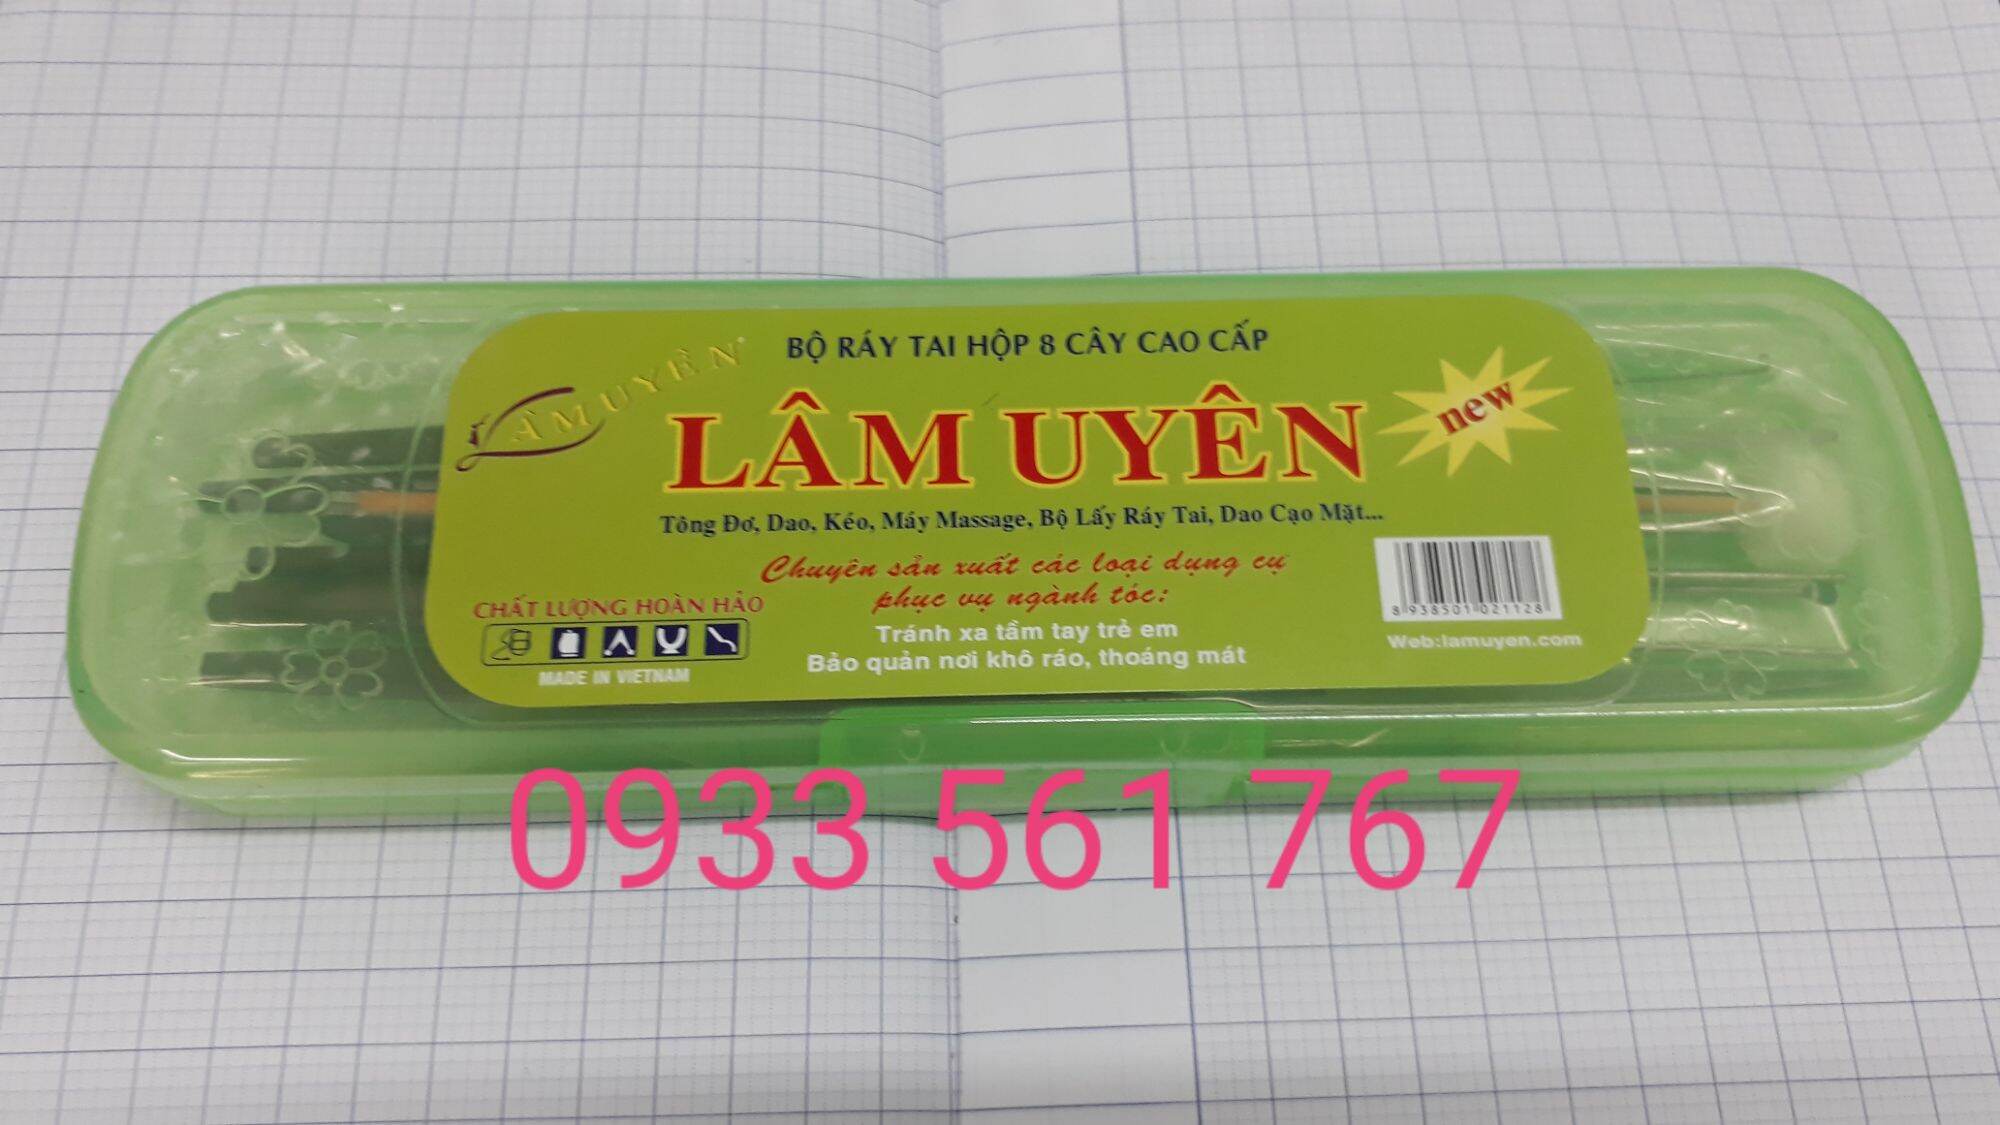 BỘ RÁY TAI HỘP 8 CÂY CAO CẤP
LÂM UYÊN
LÂM UYÊN
new
Tông Đơ, Dao, Kéo, Máy Massage, Bộ Lấy Ráy Tai, Dao Cạo Mặt...
Chuyên sản xuất các loại dụng cụ
phục vụ ngành tóc:
CHẤT LƯỢNG HOÀN HẢO
MADE IN VIETNAM
Tránh xa tầm tay trẻ em
Bảo quản nơi khô ráo, thoáng mát
8 938501 021128
Web:lamuyen.com
0933 561 767